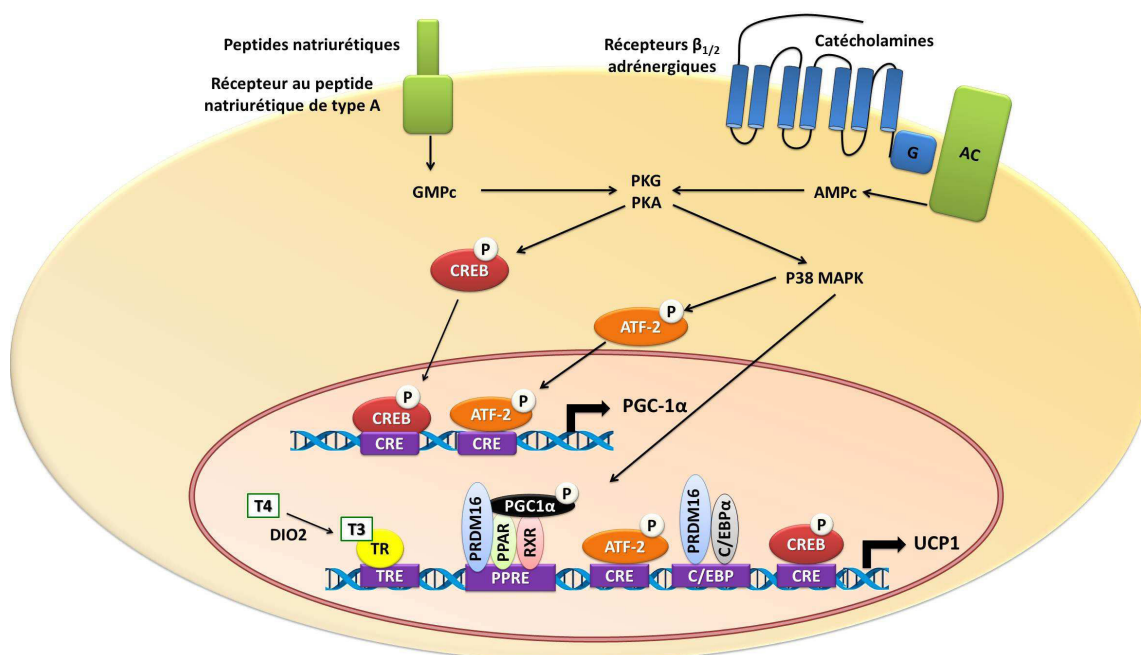 Peptides natriurétiques
Récepteur au peptide
natriurétique de type A
Récepteurs β1/2
adrénergiques
Catécholamines
G
AC
GMPc
PKG
PKA
AMPc
P
CREB
P38 MAPK
P
ATF-2
P
CREB
CRE
P
ATF-2
CRE
PGC-1α
T4
DIO2
T3
TR
TRE
PRDM16
PGC1α
P
PPAR
RXR
PPRE
P
ATF-2
CRE
PRDM16
C/EBPα
C/EBP
P
CREB
CRE
UCP1